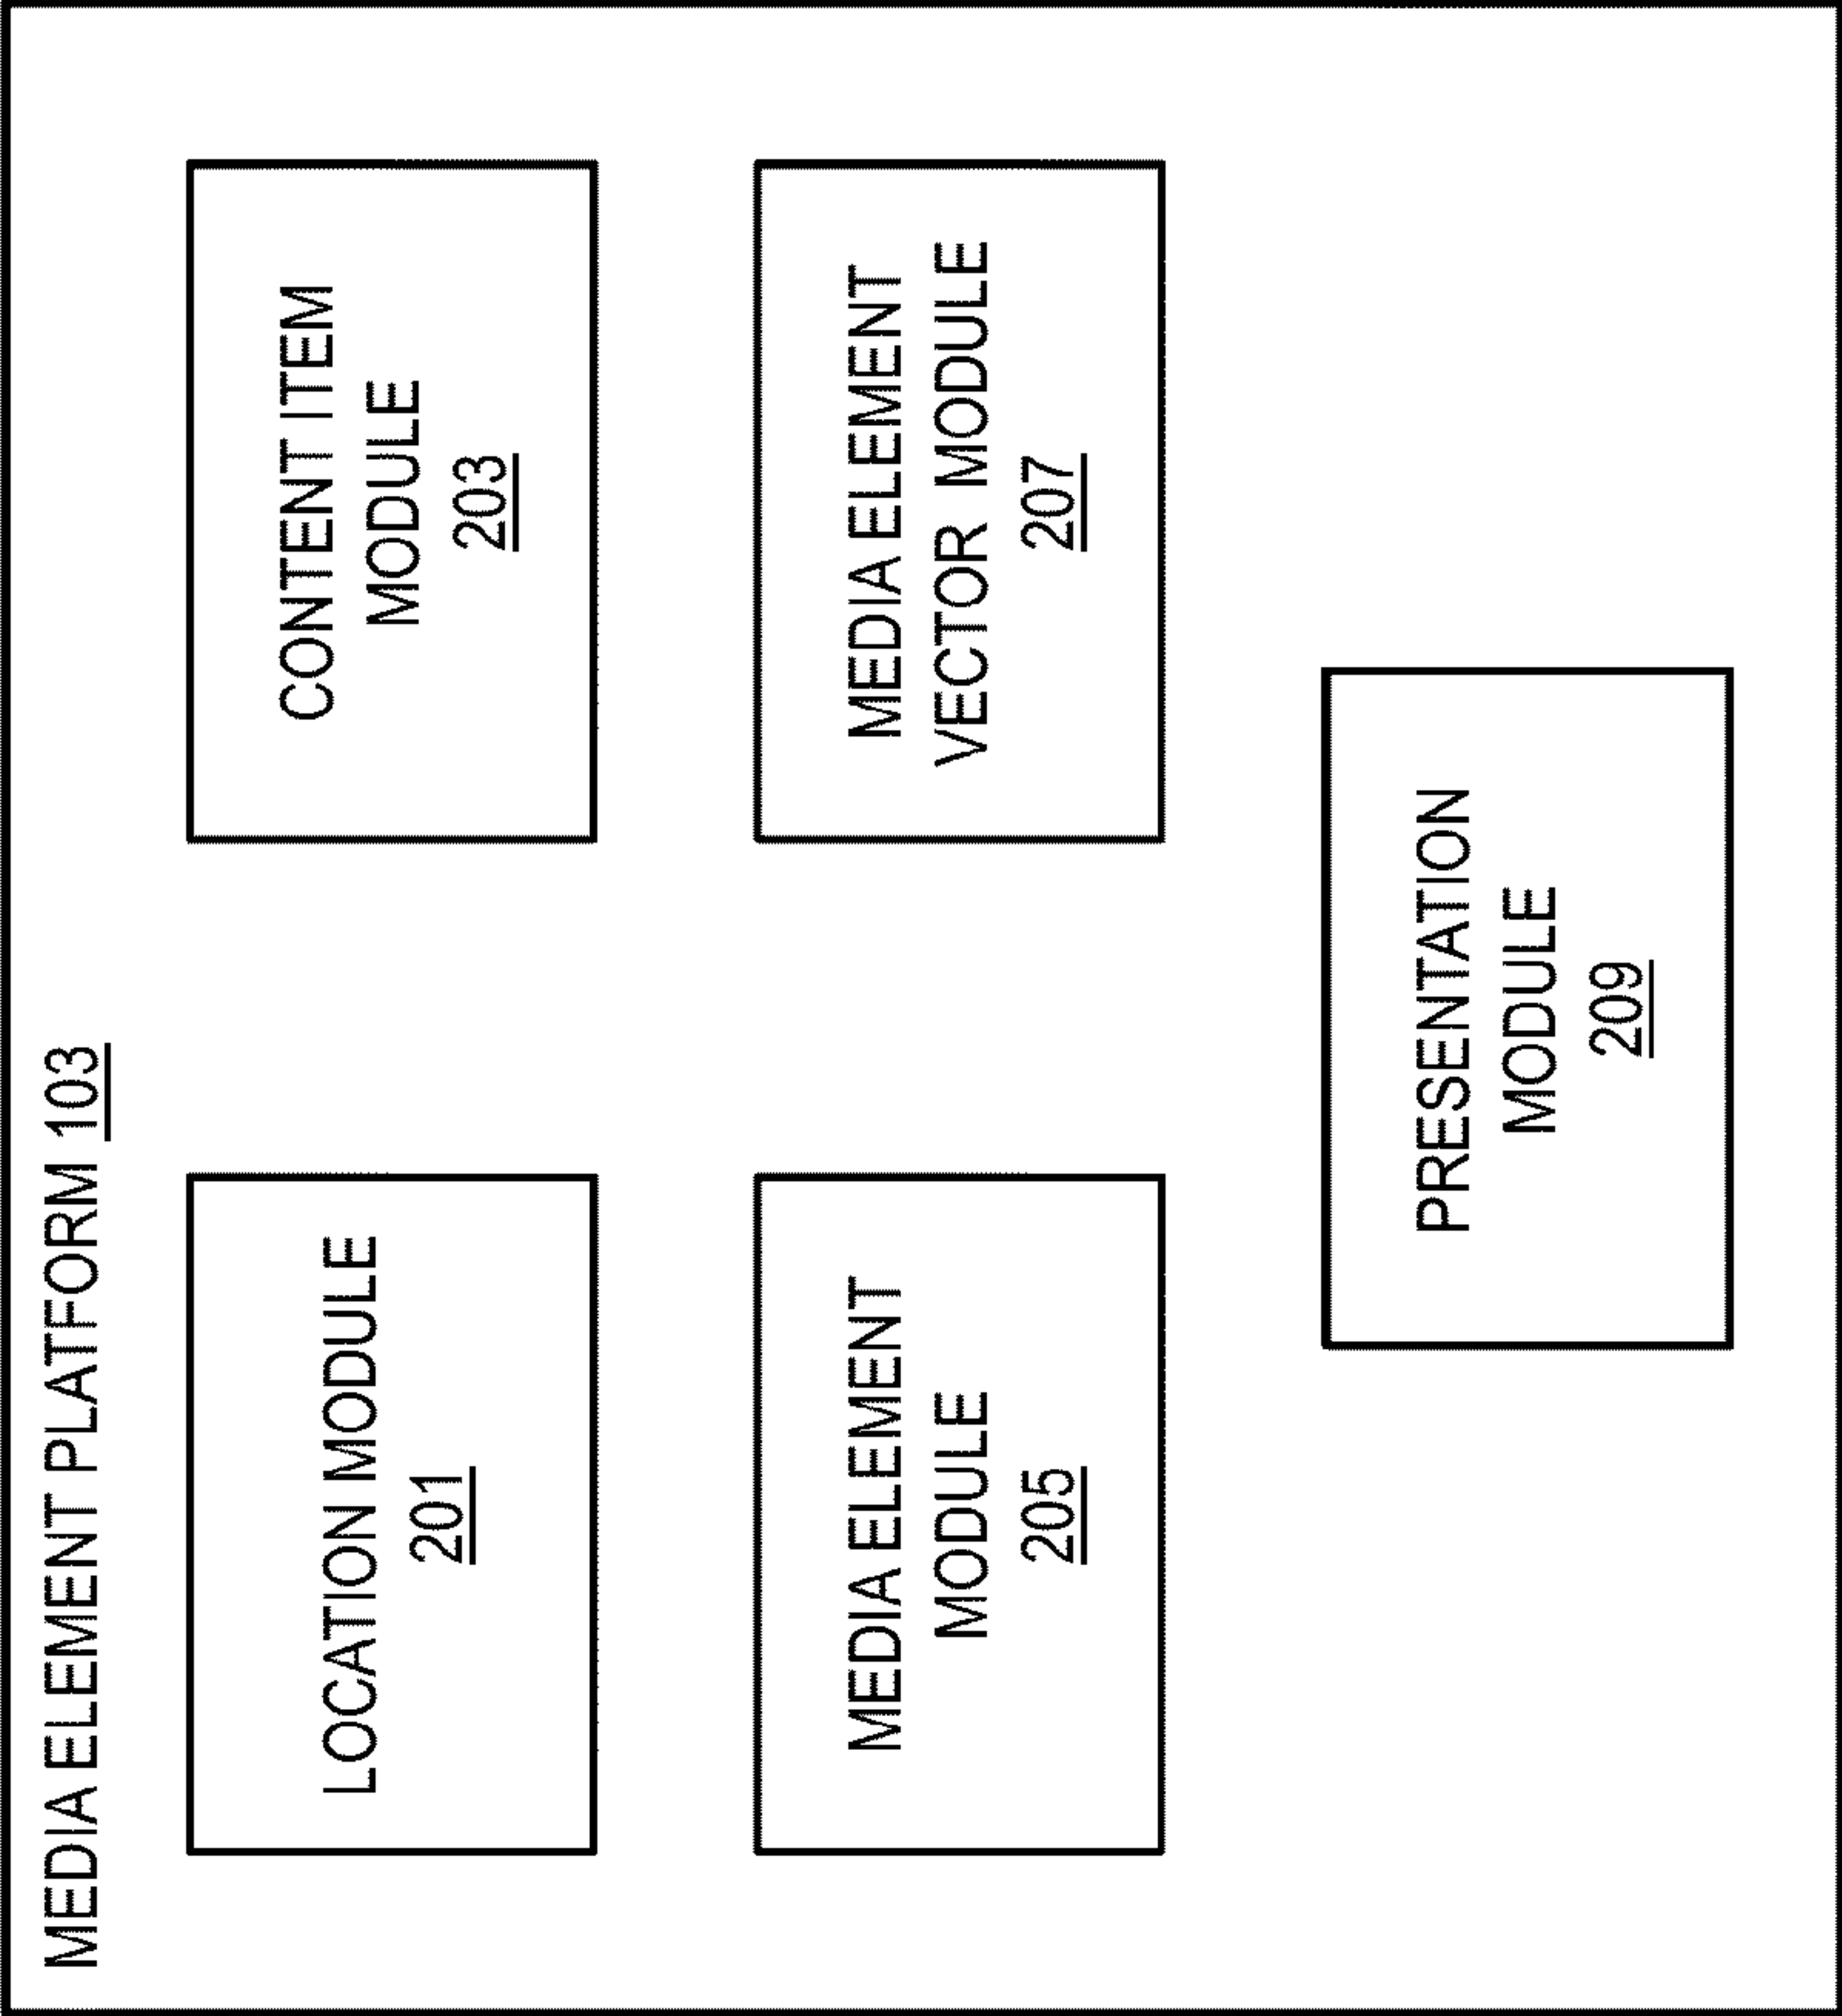 MEDIA ELEMENT PLATFORM 103
LOCATION MODULE
201
CONTENT ITEM
MODULE
203
MEDIA ELEMENT
MODULE
205
MEDIA ELEMENT
VECTOR MODULE
207
PRESENTATION
MODULE
209